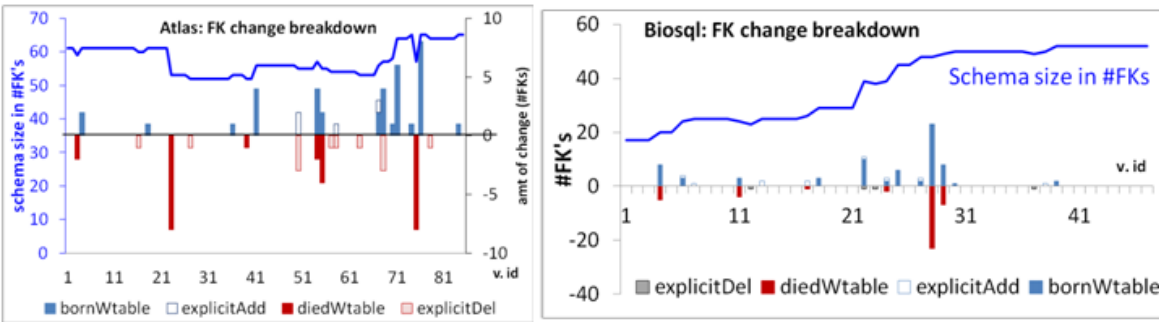 Atlas: FK change breakdown
schema size in #FK's
70
60
50
40
30
20
10
0
10
5
0
-5
-10
amt of change (#FKs)
1 11 21 31 41 51 61 71 81 v. id
bornWtable explicitAdd diedWtable explicitDel
Biosql: FK change breakdown
Schema size in #FKs
#FK's
60
40
20
0
-20
-40
v. id
1 11 21 31 41
explicitDel diedWtable explicitAdd bornWtable